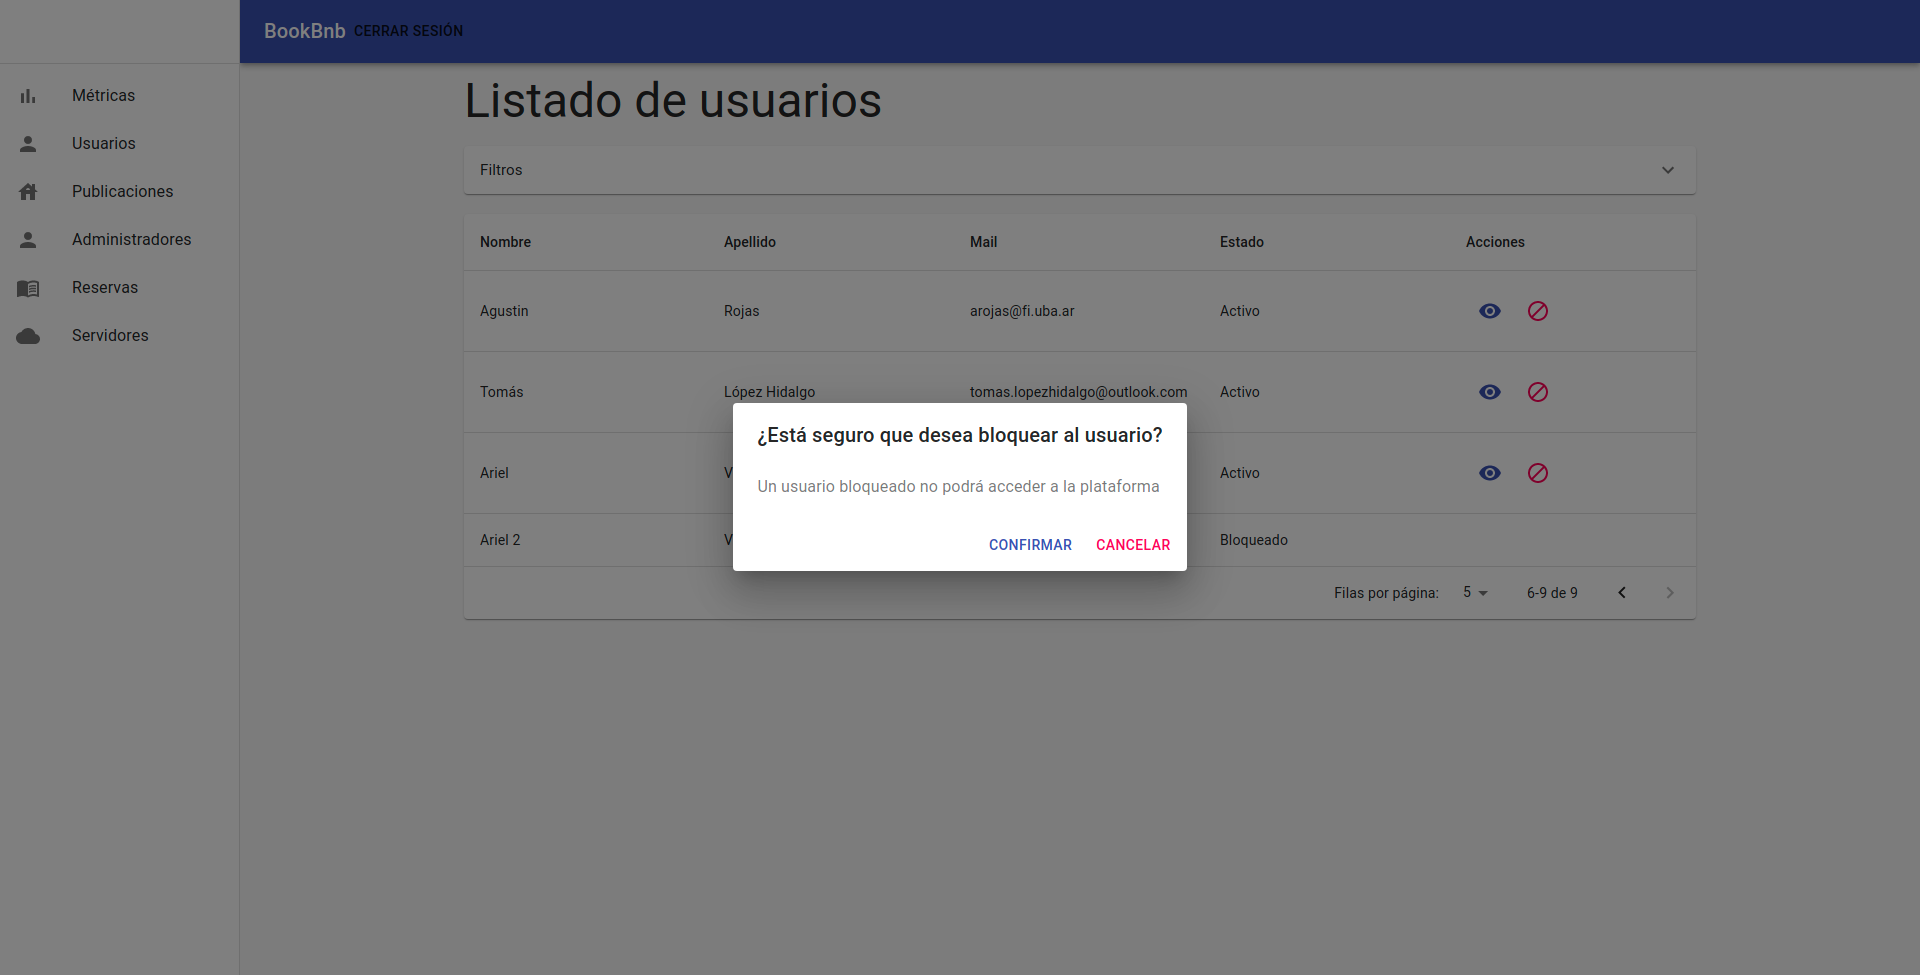 BookBnb CERRAR SESIÓN
Métricas
Usuarios
Publicaciones
Administradores
Reservas
Servidores
Listado de usuarios
Filtros
Nombre Apellido Mail Estado Acciones
Agustin Rojas arojas@fi.uba.ar Activo
Tomás López Hidalgo tomas.lopezhidalgo@outlook.com Activo
Ariel Activo
Ariel 2 Bloqueado
¿Está seguro que desea bloquear al usuario?
Un usuario bloqueado no podrá acceder a la plataforma
CONFIRMAR CANCELAR
Filas por página: 5 6-9 de 9